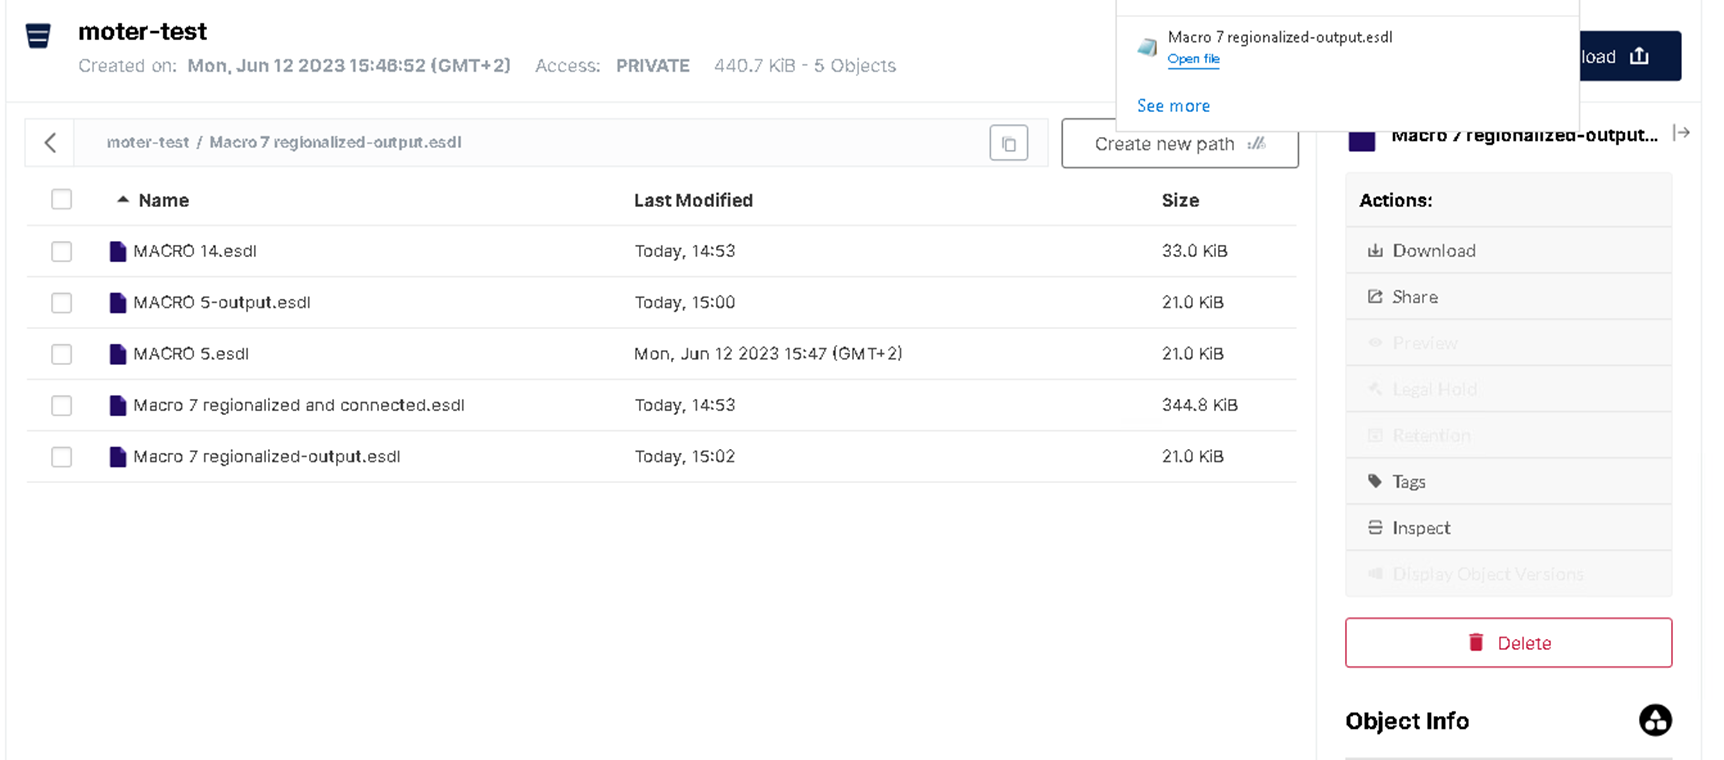 moter-test
Created on: Mon, Jun 12 2023 15:46:52 (GMT+2) Access: PRIVATE 440.7 KiB - 5 Objects
Macro 7 regionalized-output.esdl
Open file
See more
load
moter-test / Macro 7 regionalized-output.esdl
Create new path
Macro 7 regionalized-output...
Name Last Modified Size
MACRO 14.esdl Today, 14:53 33.0 KiB
MACRO 5-output.esdl Today, 15:00 21.0 KiB
MACRO 5.esdl Mon, Jun 12 2023 15:47 (GMT+2) 21.0 KiB
Macro 7 regionalized and connected.esdl Today, 14:53 344.8 KiB
Macro 7 regionalized-output.esdl Today, 15:02 21.0 KiB
Actions:
Download
Share
Preview
Legal Hold
Retention
Tags
Inspect
Display Object Versions
Delete
Object Info